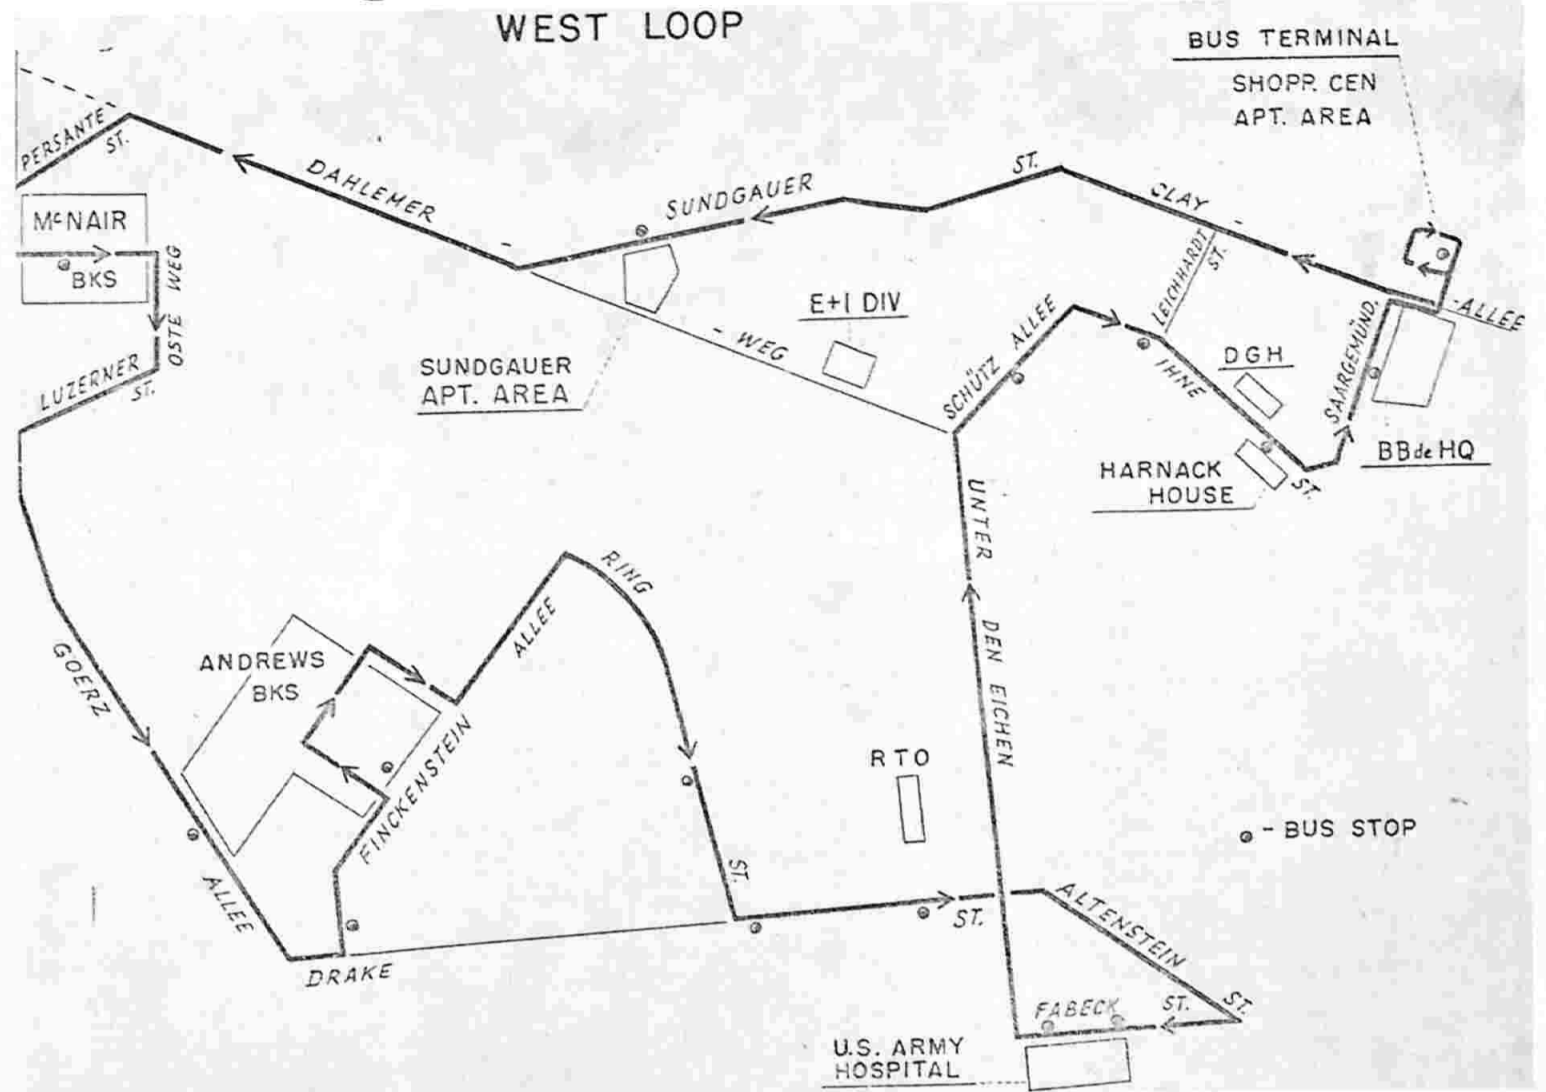 WEST LOOP
BUS TERMINAL
SHOPP. CEN
APT. AREA
PERSANTE
ST.
DAHLEMER
-
SUNDGAUER
ST.
CLAY
-
LEICHHARDT
ST.
-ALLEE
McNAIR
BKS
OSTE WEG
LUZERNER
ST.
SUNDGAUER
APT. AREA
- WEG
E+I DIV
SCHÜTZ ALLEE
IHNE
ST.
DGH
SAARGEMÜND.
BBde HQ
HARNACK
HOUSE
UNTER
DEN EICHEN
GOERZ
ALLEE
ANDREWS
BKS
FINCKENSTEIN
ALLEE
RING
ST.
RTO
- BUS STOP
DRAKE
ST.
ALTENSTEIN
ST.
FABECK
ST.
U.S. ARMY
HOSPITAL